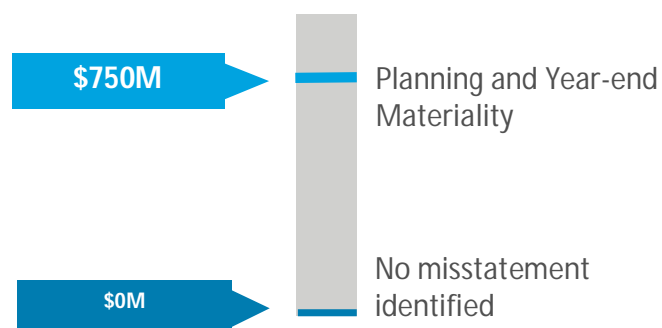 $750M
Planning and Year-end
Materiality
$0M
No misstatement
identified